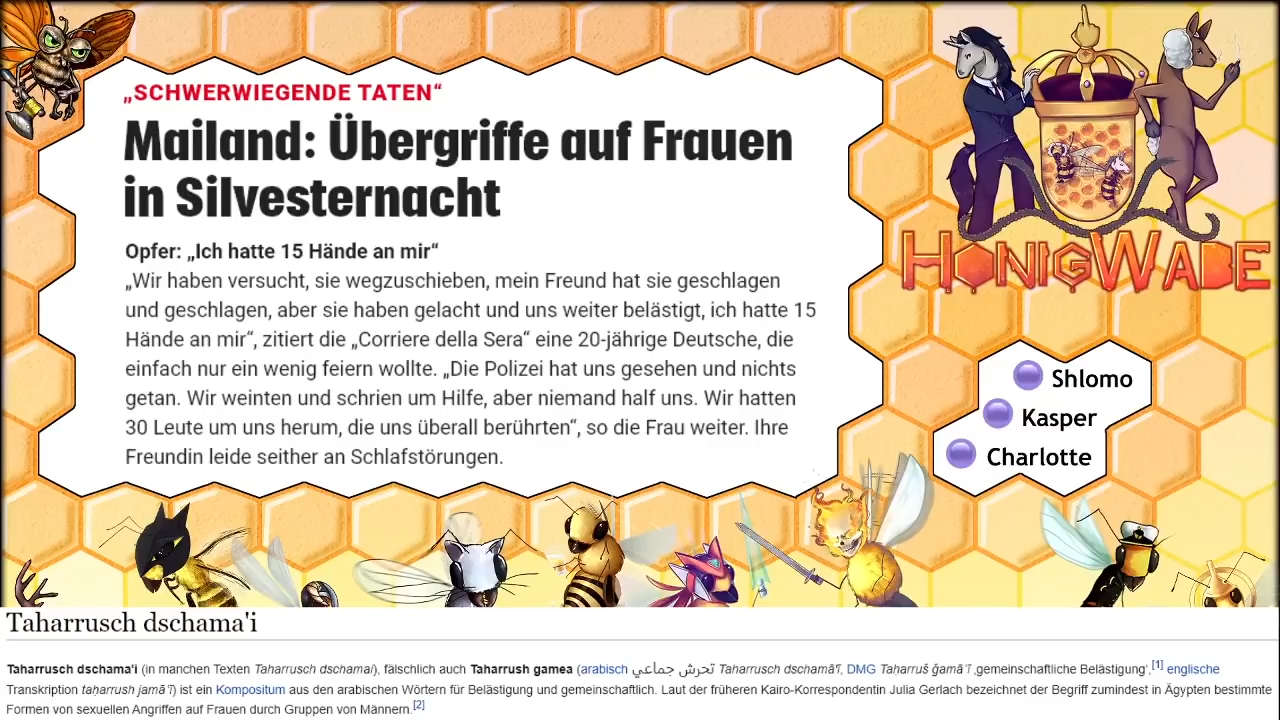 „SCHWERWIEGENDE TATEN“
Mailand: Übergriffe auf Frauen
in Silvesternacht
Opfer: „Ich hatte 15 Hände an mir“
„Wir haben versucht, sie wegzuschieben, mein Freund hat sie geschlagen
und geschlagen, aber sie haben gelacht und uns weiter belästigt, ich hatte 15
Hände an mir“, zitiert die „Corriere della Sera“ eine 20-jährige Deutsche, die
einfach nur ein wenig feiern wollte. „Die Polizei hat uns gesehen und nichts
getan. Wir weinten und schrien um Hilfe, aber niemand half uns. Wir hatten
30 Leute um uns herum, die uns überall berührten“, so die Frau weiter. Ihre
Freundin leide seither an Schlafstörungen.
HONIGWABE
Shlomo
Kasper
Charlotte
Taharrusch dschama'i
Taharrusch dschama'i (in manchen Texten Taharrusch dschamai), fälschlich auch Taharrush gamea (arabisch تحرش جماعي Taharrusch dschamāʿī, DMG Taḥarruš ǧamāʿī ‚gemeinschaftliche Belästigung‘,[1] englische
Transkription taḥarrush jamāʿī) ist ein Kompositum aus den arabischen Wörtern für Belästigung und gemeinschaftlich. Laut der früheren Kairo-Korrespondentin Julia Gerlach bezeichnet der Begriff zumindest in Ägypten bestimmte
Formen von sexuellen Angriffen auf Frauen durch Gruppen von Männern.[2]